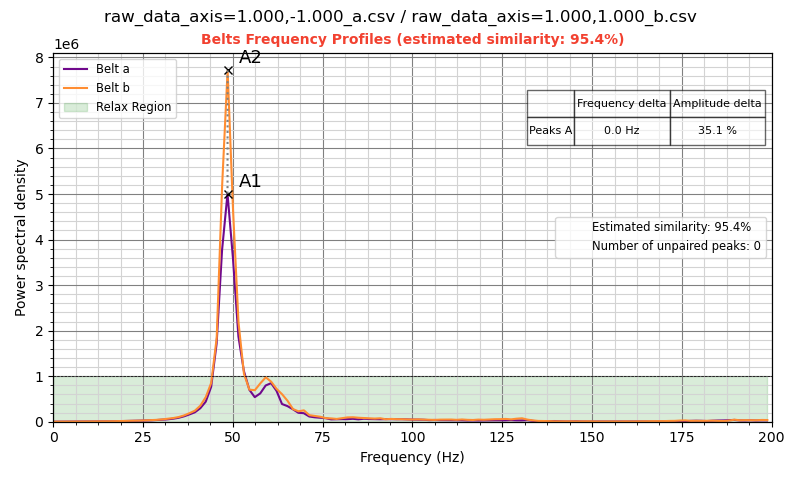 raw_data_axis=1.000,-1.000_a.csv / raw_data_axis=1.000,1.000_b.csv
Belts Frequency Profiles (estimated similarity: 95.4%)
1e6
Belt a
Belt b
Relax Region
A2
A1
Frequency delta Amplitude delta
Peaks A 0.0 Hz 35.1 %
Estimated similarity: 95.4%
Number of unpaired peaks: 0
Power spectral density
8
7
6
5
4
3
2
1
0
0 25 50 75 100 125 150 175 200
Frequency (Hz)